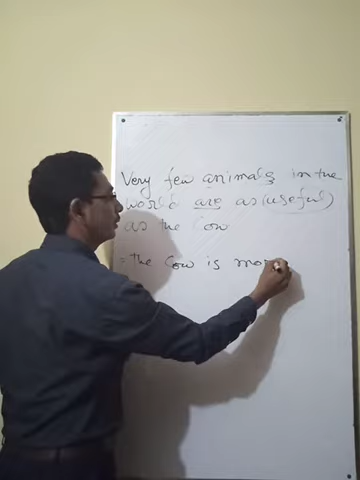 Very few animals in the
world are as (useful)
as the Cow
= the Cow is mo